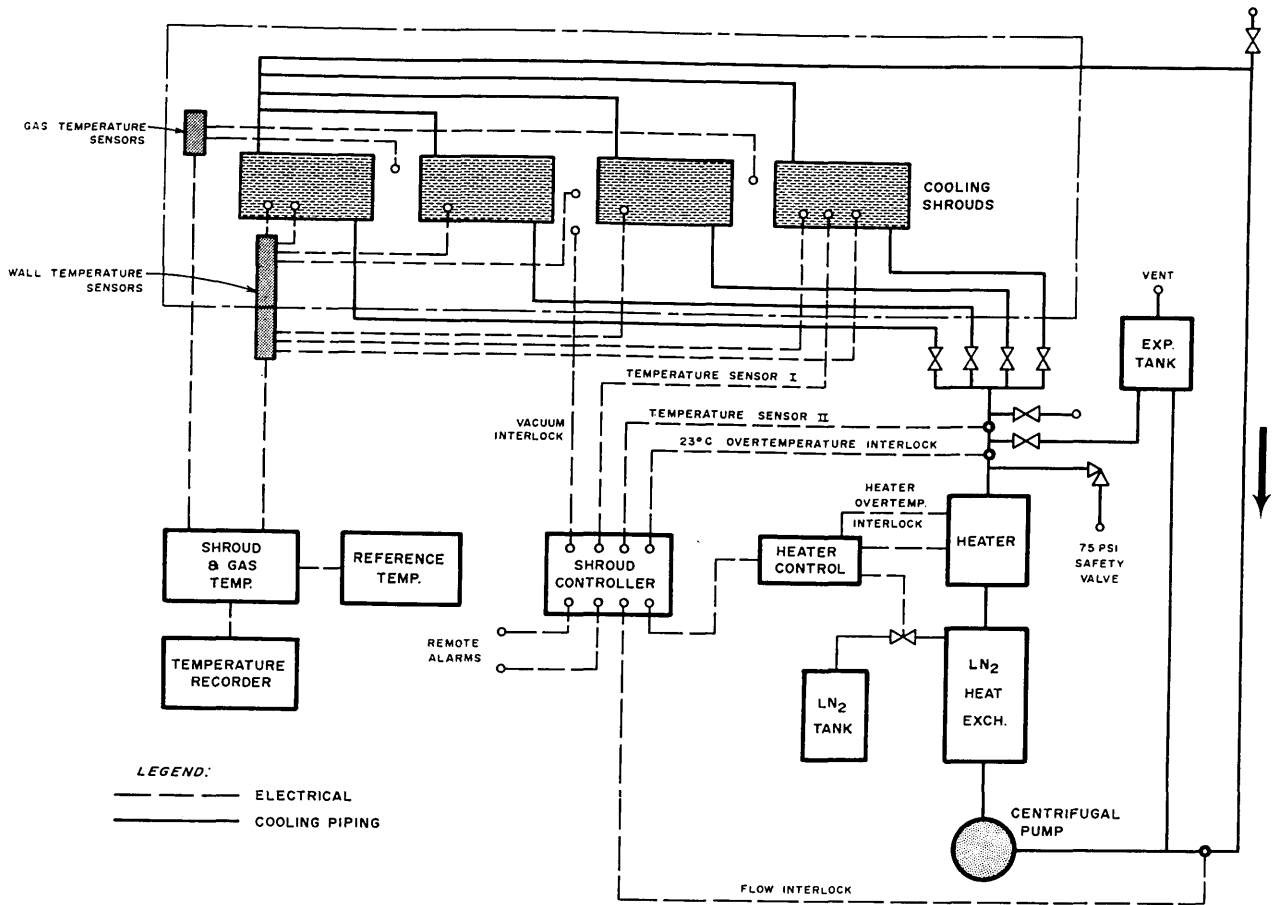 GAS TEMPERATURE
SENSORS
COOLING
SHROUDS
WALL TEMPERATURE
SENSORS
VENT
EXP.
TANK
TEMPERATURE SENSOR I
VACUUM
INTERLOCK
TEMPERATURE SENSOR II
23°C OVERTEMPERATURE INTERLOCK
HEATER
OVERTEMP.
INTERLOCK
SHROUD
& GAS
TEMP.
REFERENCE
TEMP.
SHROUD
CONTROLLER
HEATER
CONTROL
HEATER
75 PSI
SAFETY
VALVE
REMOTE
ALARMS
TEMPERATURE
RECORDER
LN2
TANK
LN2
HEAT
EXCH.
LEGEND:
ELECTRICAL
COOLING PIPING
CENTRIFUGAL
PUMP
FLOW INTERLOCK